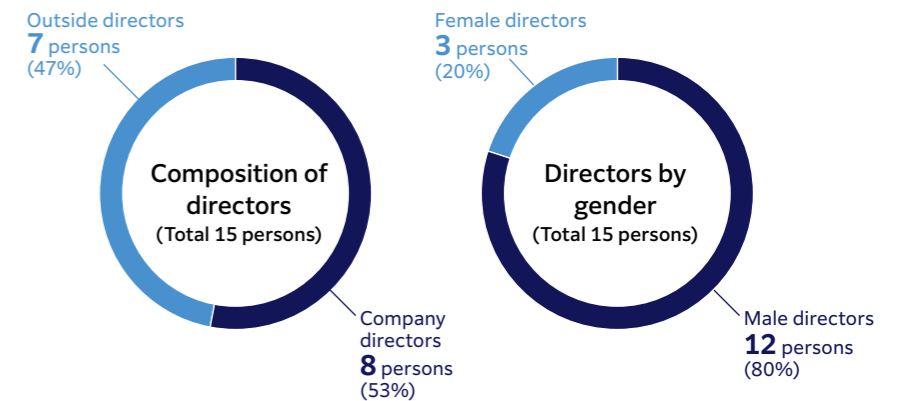 Outside directors
7 persons
(47%)
Composition of
directors
(Total 15 persons)
Company
directors
8 persons
(53%)
Female directors
3 persons
(20%)
Directors by
gender
(Total 15 persons)
Male directors
12 persons
(80%)